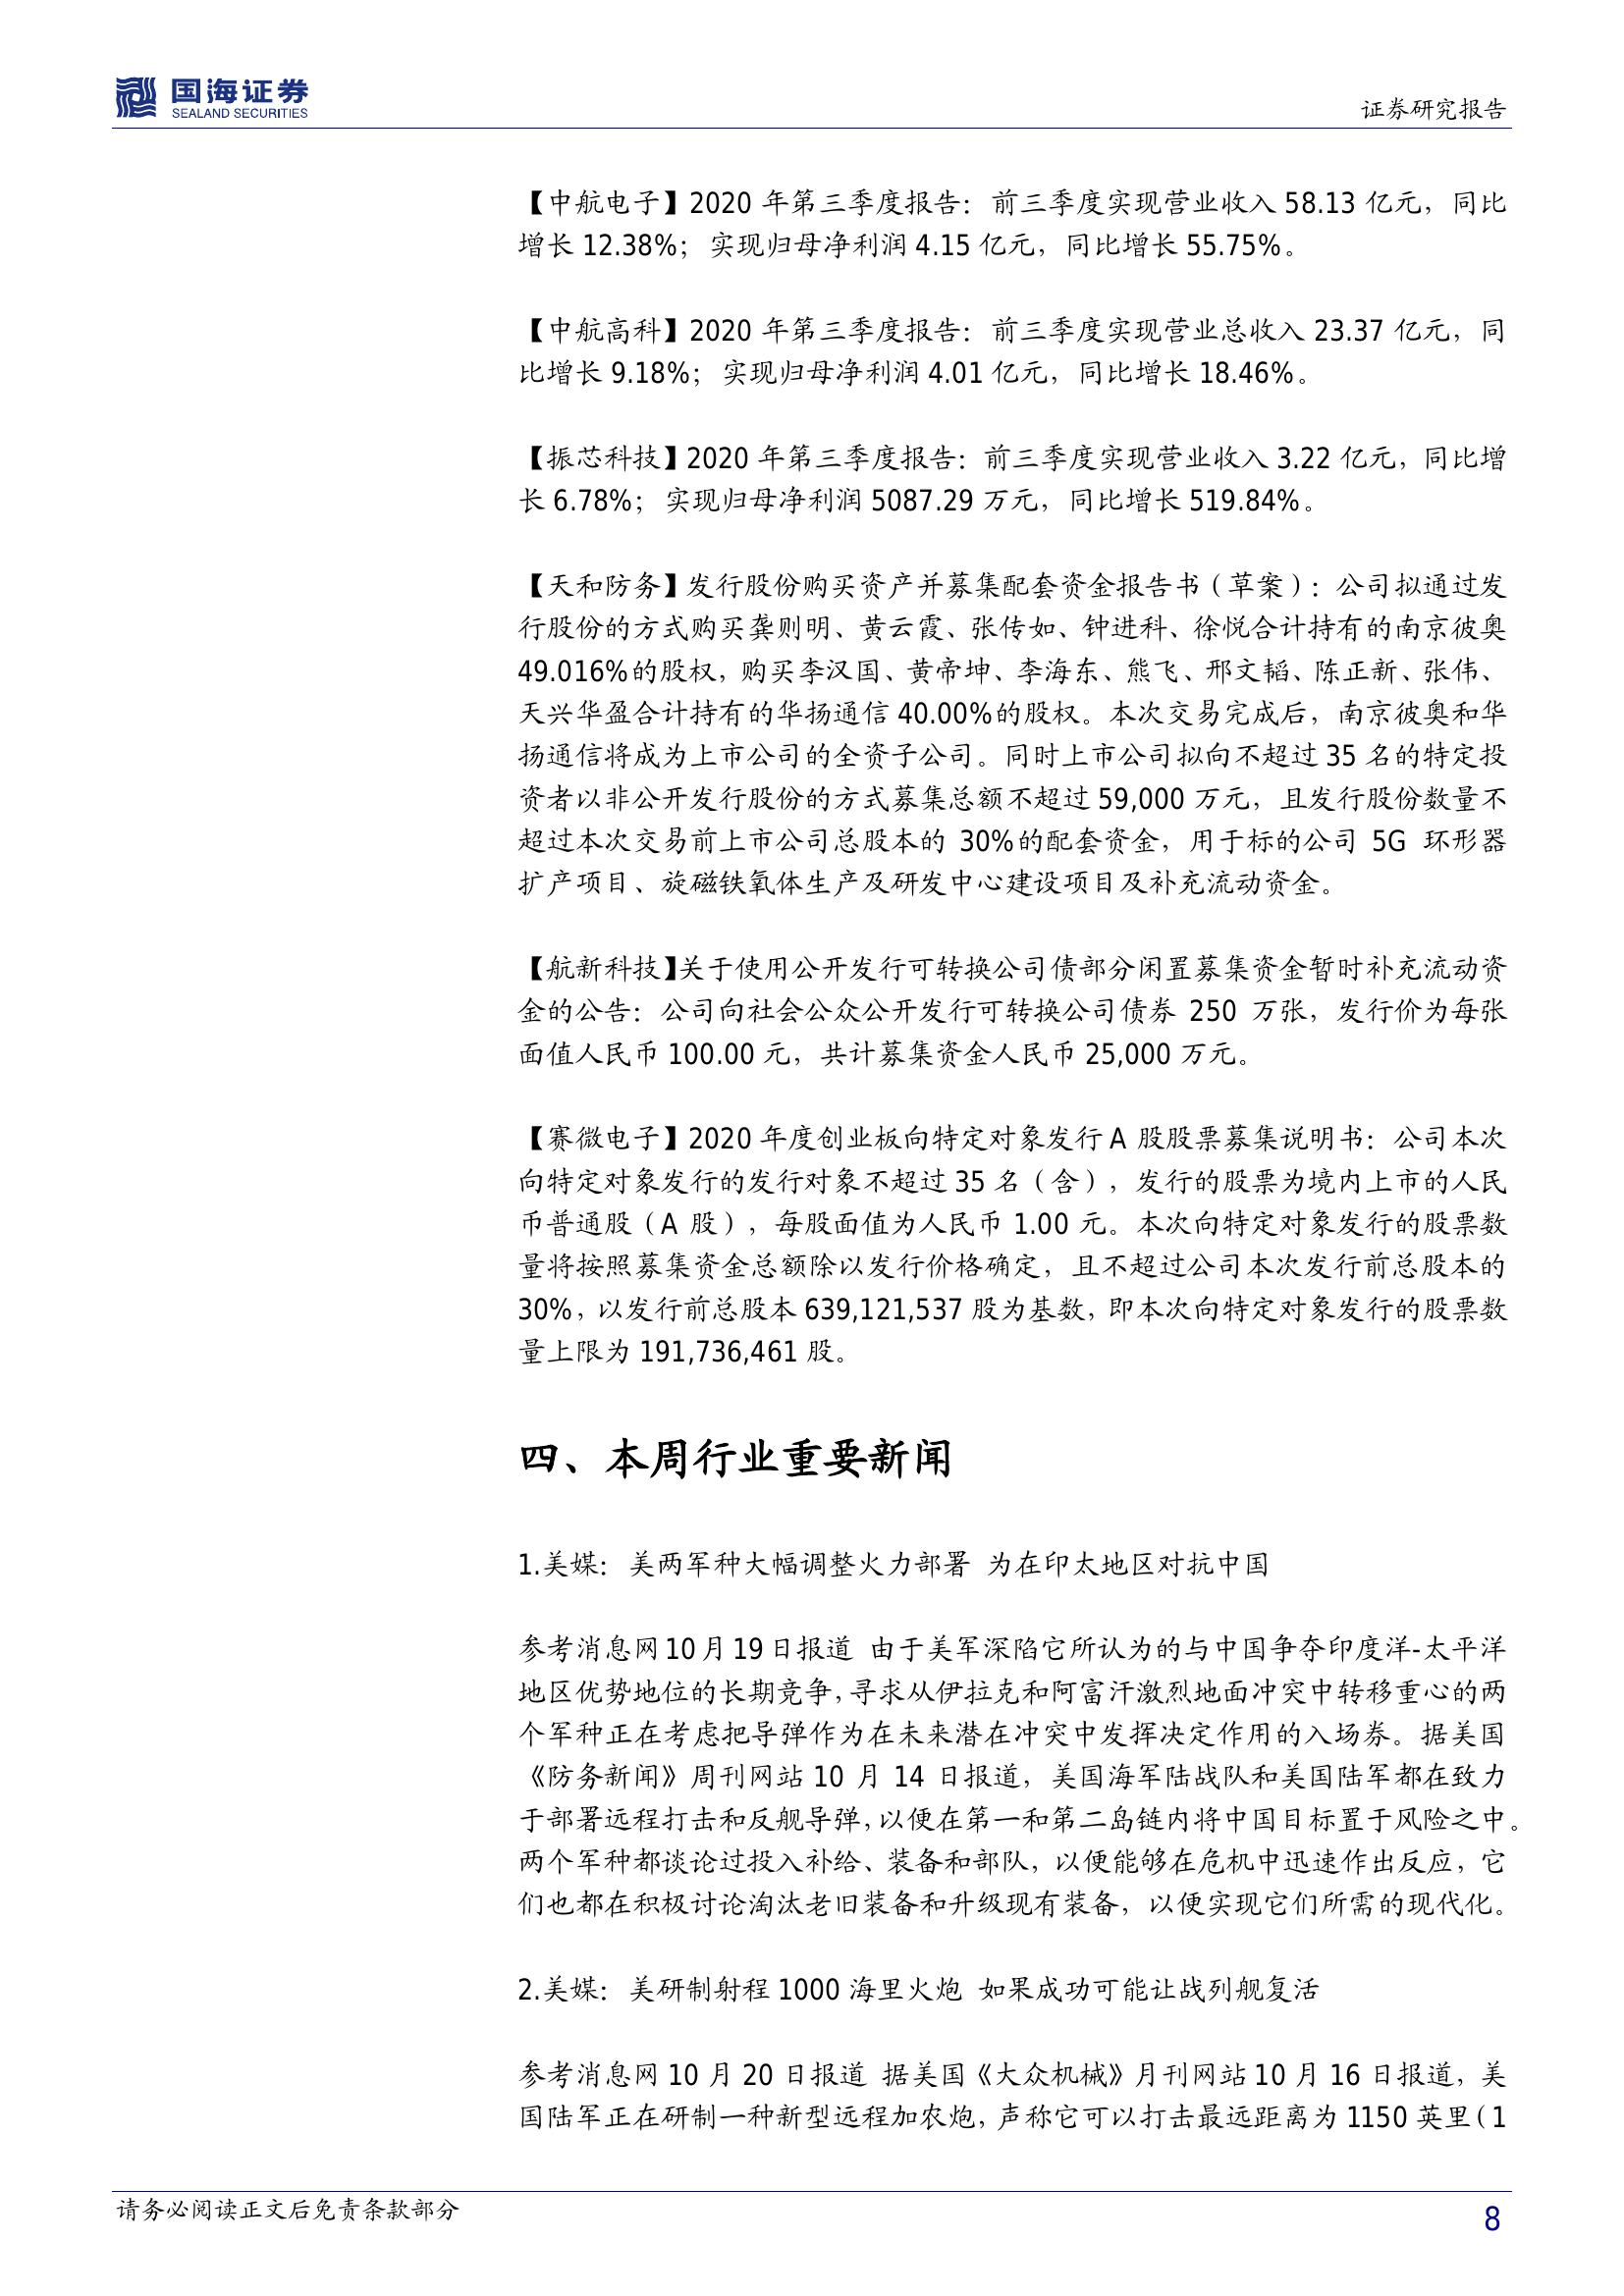 国海证券
SEALAND SECURITIES
证券研究报告
【中航电子】2020 年第三季度报告：前三季度实现营业收入 58.13 亿元，同比
增长 12.38%；实现归母净利润 4.15 亿元，同比增长 55.75%。
【中航高科】2020 年第三季度报告：前三季度实现营业总收入 23.37 亿元，同
比增长 9.18%；实现归母净利润 4.01 亿元，同比增长 18.46%。
【振芯科技】2020 年第三季度报告：前三季度实现营业收入 3.22 亿元，同比增
长 6.78%；实现归母净利润 5087.29 万元，同比增长 519.84%。
【天和防务】发行股份购买资产并募集配套资金报告书（草案）：公司拟通过发
行股份的方式购买龚则明、黄云霞、张传如、钟进科、徐悦合计持有的南京彼奥
49.016%的股权，购买李汉国、黄帝坤、李海东、熊飞、邢文韬、陈正新、张伟、
天兴华盈合计持有的华扬通信 40.00%的股权。本次交易完成后，南京彼奥和华
扬通信将成为上市公司的全资子公司。同时上市公司拟向不超过 35 名的特定投
资者以非公开发行股份的方式募集总额不超过 59,000 万元，且发行股份数量不
超过本次交易前上市公司总股本的 30%的配套资金，用于标的公司 5G 环形器
扩产项目、旋磁铁氧体生产及研发中心建设项目及补充流动资金。
【航新科技】关于使用公开发行可转换公司债部分闲置募集资金暂时补充流动资
金的公告：公司向社会公众公开发行可转换公司债券 250 万张，发行价为每张
面值人民币 100.00 元，共计募集资金人民币 25,000 万元。
【赛微电子】2020 年度创业板向特定对象发行 A 股股票募集说明书：公司本次
向特定对象发行的发行对象不超过 35 名（含），发行的股票为境内上市的人民
币普通股（A 股），每股面值为人民币 1.00 元。本次向特定对象发行的股票数
量将按照募集资金总额除以发行价格确定，且不超过公司本次发行前总股本的
30%，以发行前总股本 639,121,537 股为基数，即本次向特定对象发行的股票数
量上限为 191,736,461 股。
四、本周行业重要新闻
1.美媒：美两军种大幅调整火力部署 为在印太地区对抗中国
参考消息网 10 月 19 日报道 由于美军深陷它所认为的与中国争夺印度洋-太平洋
地区优势地位的长期竞争，寻求从伊拉克和阿富汗激烈地面冲突中转移重心的两
个军种正在考虑把导弹作为在未来潜在冲突中发挥决定作用的入场券。据美国
《防务新闻》周刊网站 10 月 14 日报道，美国海军陆战队和美国陆军都在致力
于部署远程打击和反舰导弹，以便在第一和第二岛链内将中国目标置于风险之中。
两个军种都谈论过投入补给、装备和部队，以便能够在危机中迅速作出反应，它
们也都在积极讨论淘汰老旧装备和升级现有装备，以便实现它们所需的现代化。
2.美媒：美研制射程 1000 海里火炮 如果成功可能让战列舰复活
参考消息网 10 月 20 日报道 据美国《大众机械》月刊网站 10 月 16 日报道，美
国陆军正在研制一种新型远程加农炮，声称它可以打击最远距离为 1150 英里（1
请务必阅读正文后免责条款部分
8